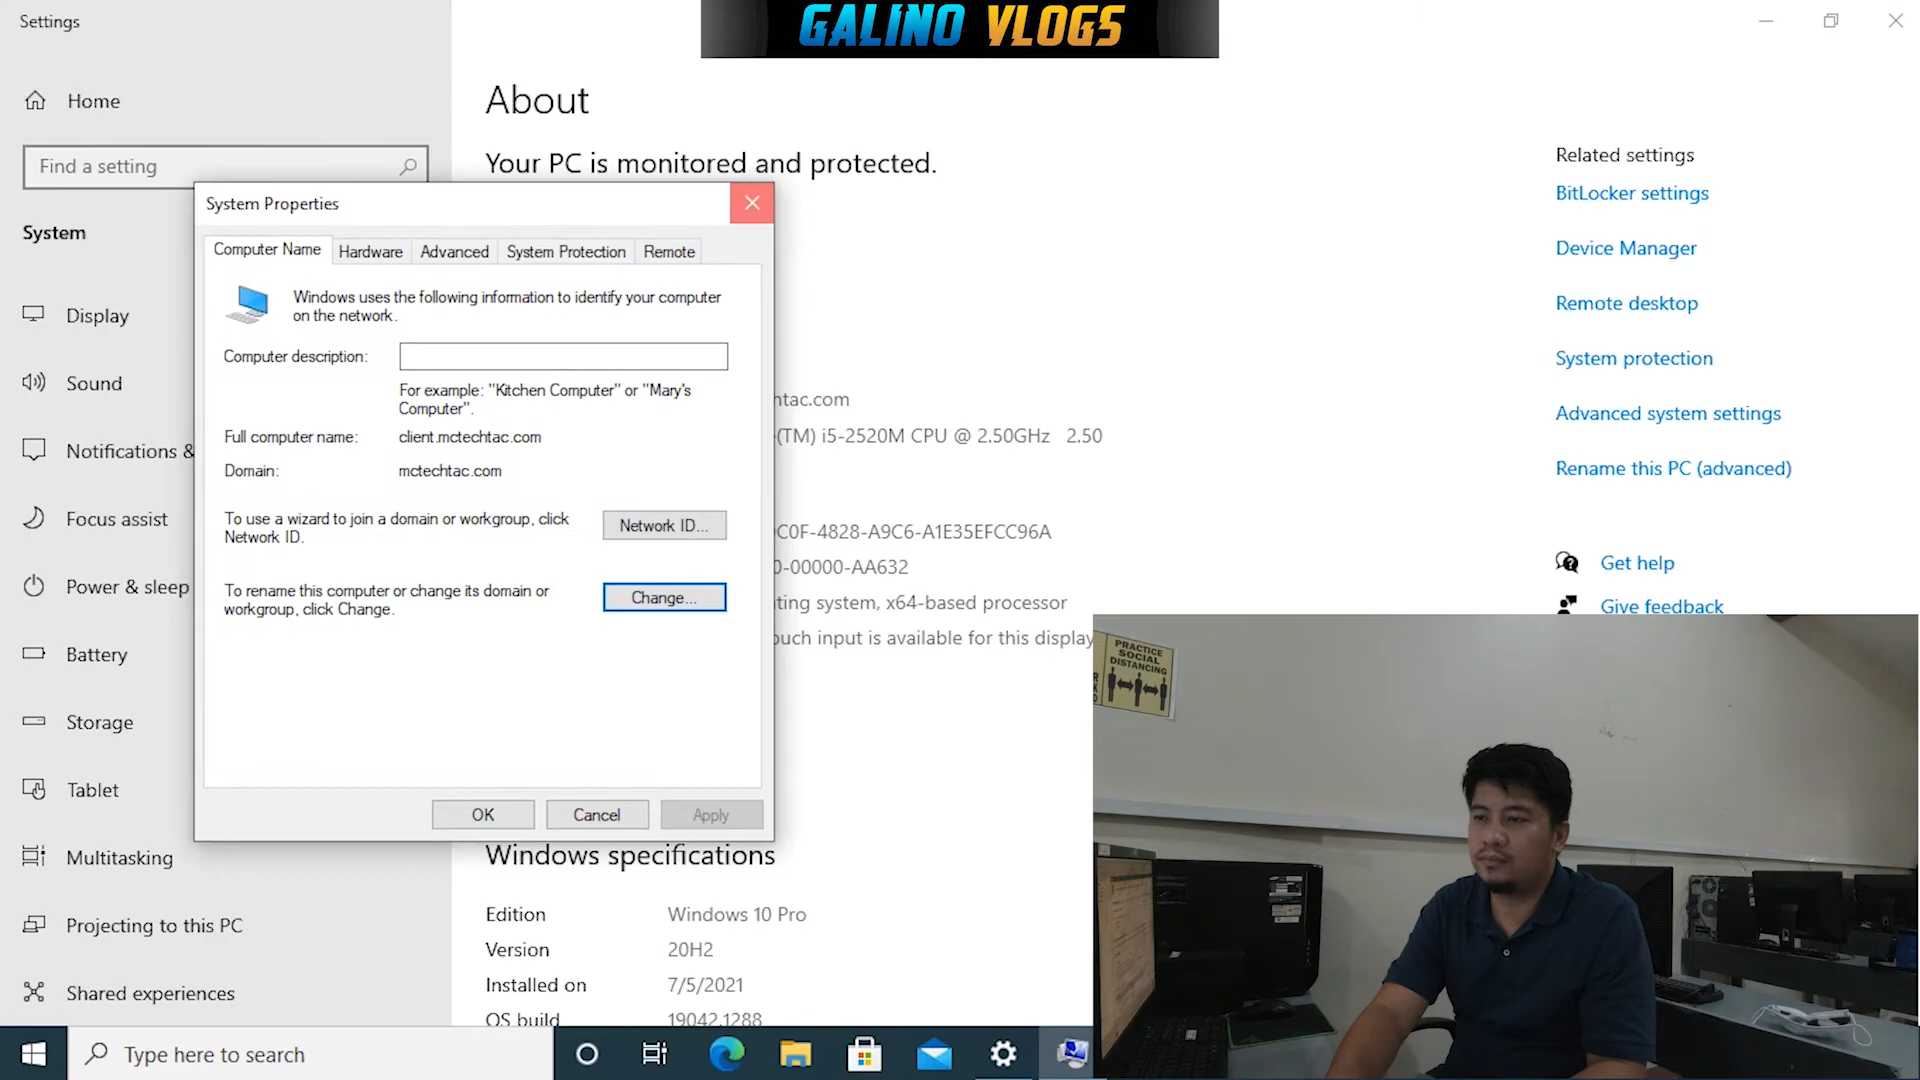 Settings
GALINO VLOGS
Home
Find a setting
System
Display
Sound
Notifications &
Focus assist
Power & sleep
Battery
Storage
Tablet
Multitasking
Projecting to this PC
Shared experiences
About
Your PC is monitored and protected.
System Properties
Computer Name
Hardware
Advanced
System Protection
Remote
Windows uses the following information to identify your computer
on the network.
Computer description:
For example: "Kitchen Computer" or "Mary's
Computer".
Full computer name:
client.mctechtac.com
Domain:
mctechtac.com
To use a wizard to join a domain or workgroup, click
Network ID.
Network ID...
To rename this computer or change its domain or
workgroup, click Change.
Change...
OK
Cancel
Apply
htac.com
(TM) i5-2520M CPU @ 2.50GHz 2.50
C0F-4828-A9C6-A1E35EFCC96A
0-00000-AA632
ting system, x64-based processor
ouch input is available for this display
Windows specifications
Edition
Windows 10 Pro
Version
20H2
Installed on
7/5/2021
OS build
19042.1288
Related settings
BitLocker settings
Device Manager
Remote desktop
System protection
Advanced system settings
Rename this PC (advanced)
Get help
Give feedback
PRACTICE
SOCIAL
DISTANCING
Type here to search